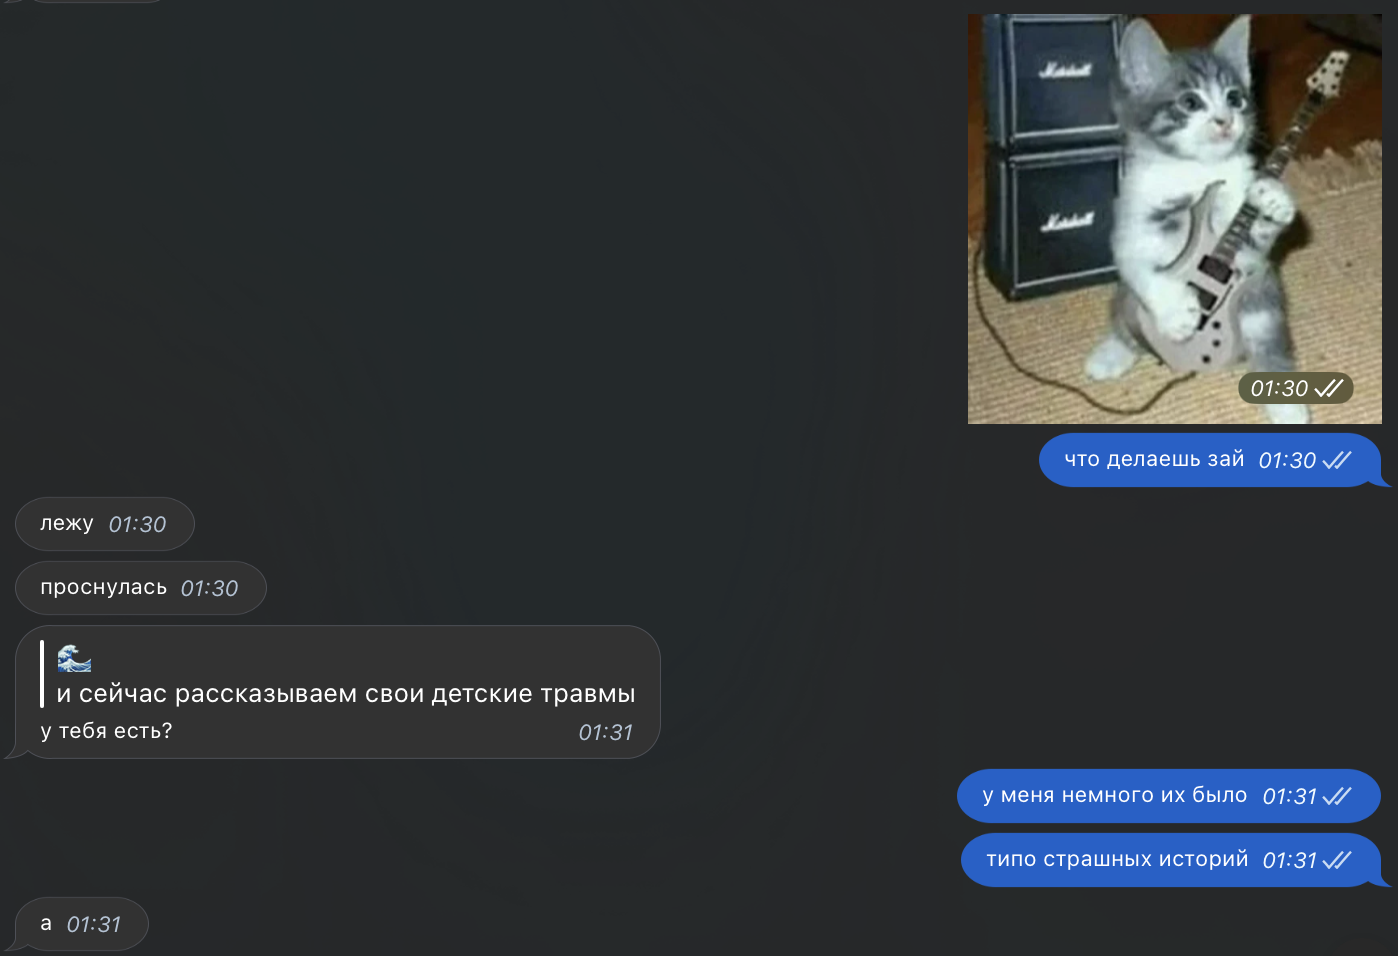 Marshall
Marshall
01:30
что делаешь зай 01:30
лежу 01:30
проснулась 01:30
и сейчас рассказываем свои детские травмы
у тебя есть? 01:31
у меня немного их было 01:31
типо страшных историй 01:31
а 01:31